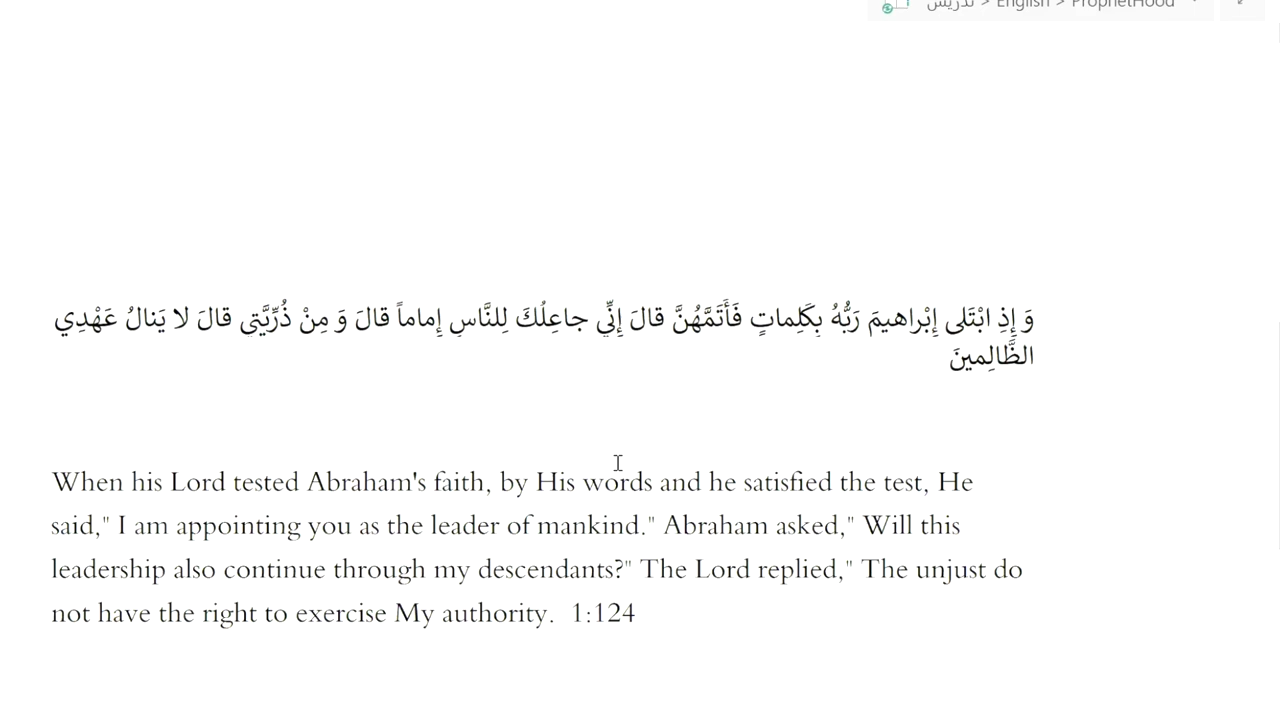 تدریس > English > ProphetHood
وَ إِذِ ابْتَلى إِبْراهيمَ رَبُّهُ بِكَلِماتٍ فَأَتَمَّهُنَّ قالَ إِنِّي جاعِلُكَ لِلنَّاسِ إِماماً قالَ وَ مِنْ ذُرِّيَّتِي قالَ لا يَنالُ عَهْدِي
الظَّالِمينَ
When his Lord tested Abraham's faith, by His words and he satisfied the test, He
said," I am appointing you as the leader of mankind." Abraham asked," Will this
leadership also continue through my descendants?" The Lord replied," The unjust do
not have the right to exercise My authority.  1:124